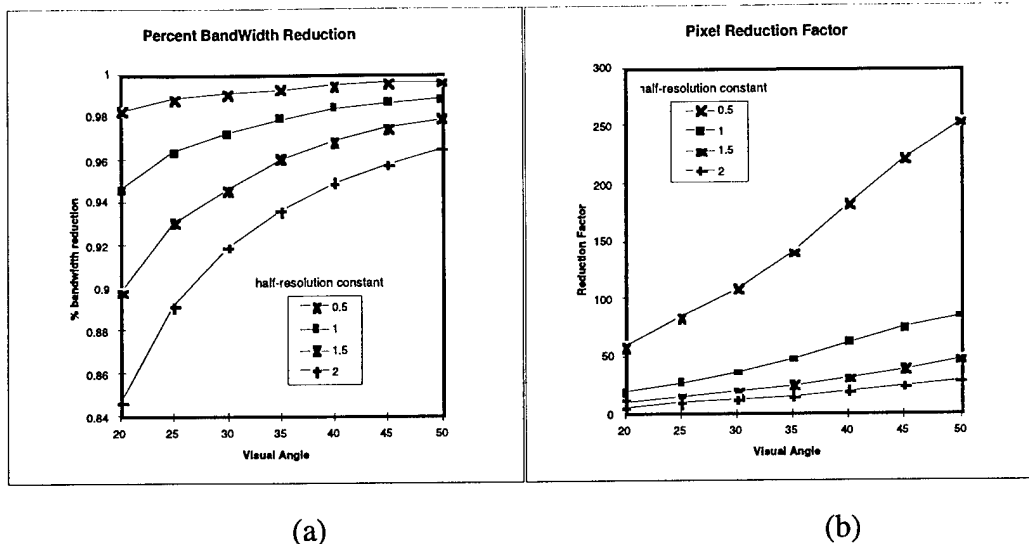 Percent BandWidth Reduction
1
0.98
0.96
0.94
0.92
0.9
0.88
0.86
0.84
% bandwidth reduction
20 25 30 35 40 45 50
Visual Angle
half-resolution constant
0.5
1
1.5
2
(a)
Pixel Reduction Factor
300
250
200
150
100
50
0
Reduction Factor
20 25 30 35 40 45 50
Visual Angle
half-resolution constant
0.5
1
1.5
2
(b)